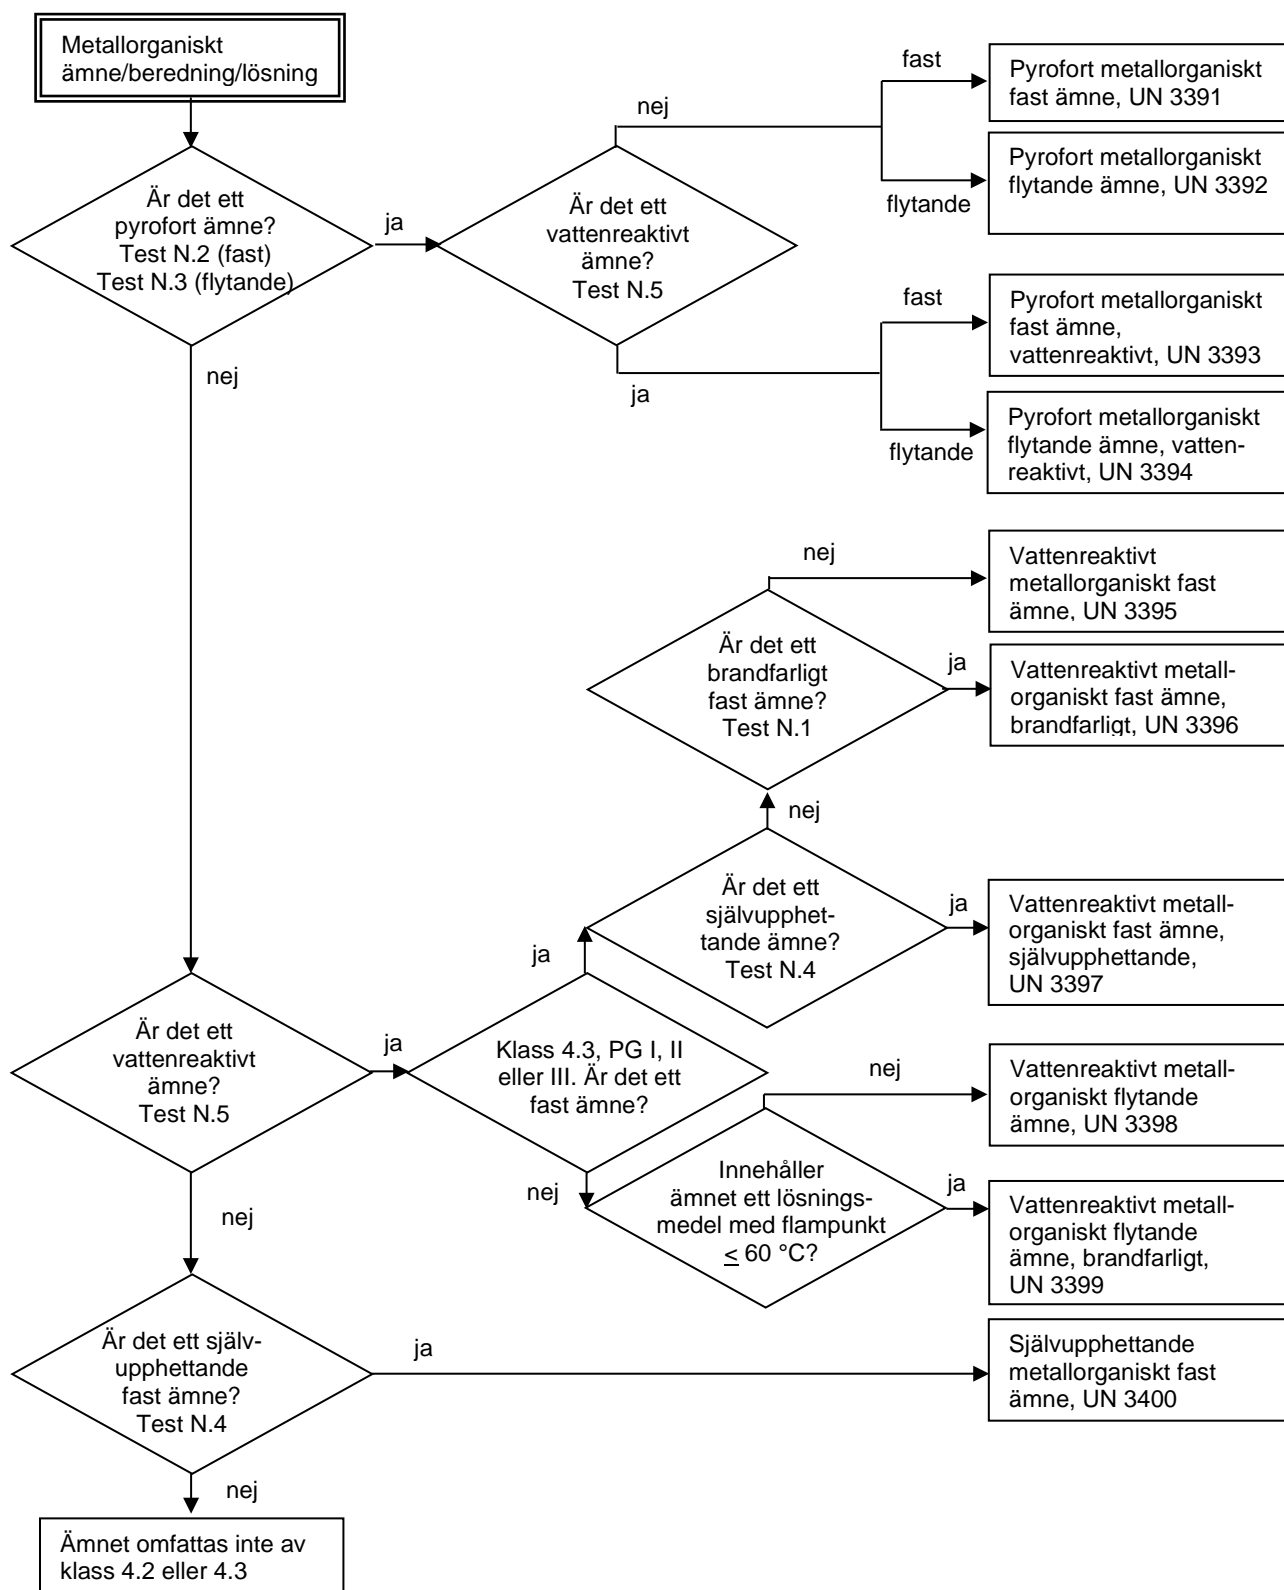 Metallorganiskt
ämne/beredning/lösning
Är det ett
pyrofort ämne?
Test N.2 (fast)
Test N.3 (flytande)
ja
nej
Är det ett
vattenreaktivt
ämne?
Test N.5
nej
fast
Pyrofort metallorganiskt
fast ämne, UN 3391
flytande
Pyrofort metallorganiskt
flytande ämne, UN 3392
ja
fast
Pyrofort metallorganiskt
fast ämne,
vattenreaktivt, UN 3393
flytande
Pyrofort metallorganiskt
flytande ämne, vatten-
reaktivt, UN 3394
nej
Vattenreaktivt
metallorganiskt fast
ämne, UN 3395
Är det ett
brandfarligt
fast ämne?
Test N.1
ja
Vattenreaktivt metall-
organiskt fast ämne,
brandfarligt, UN 3396
nej
Är det ett
självupphet-
tande ämne?
Test N.4
ja
Vattenreaktivt metall-
organiskt fast ämne,
självupphettande,
UN 3397
ja
Är det ett
vattenreaktivt
ämne?
Test N.5
ja
Klass 4.3, PG I, II
eller III. Är det ett
fast ämne?
nej
Vattenreaktivt metall-
organiskt flytande
ämne, UN 3398
nej
Innehåller
ämnet ett lösnings-
medel med flampunkt
≤ 60 °C?
ja
Vattenreaktivt metall-
organiskt flytande
ämne, brandfarligt,
UN 3399
nej
Är det ett själv-
upphettande
fast ämne?
Test N.4
ja
Självupphettande
metallorganiskt fast
ämne, UN 3400
nej
Ämnet omfattas inte av
klass 4.2 eller 4.3